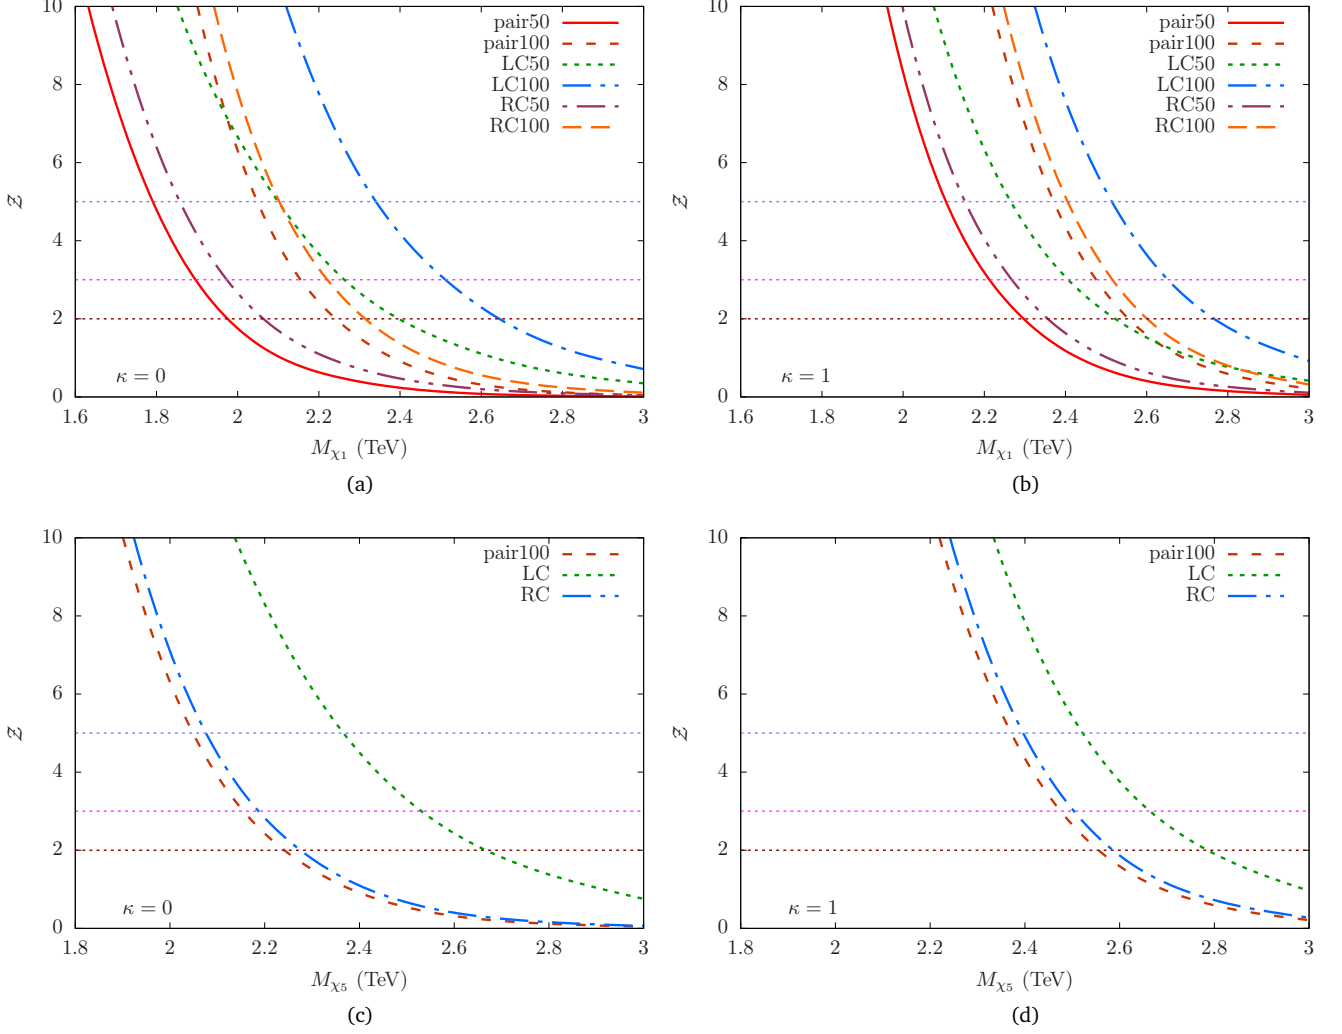 10
8
6
4
2
0
𝒵
pair50
pair100
LC50
LC100
RC50
RC100
κ = 0
1.6 1.8 2 2.2 2.4 2.6 2.8 3
Mχ1 (TeV)
(a)
10
8
6
4
2
0
𝒵
pair50
pair100
LC50
LC100
RC50
RC100
κ = 1
1.6 1.8 2 2.2 2.4 2.6 2.8 3
Mχ1 (TeV)
(b)
10
8
6
4
2
0
𝒵
pair100
LC
RC
κ = 0
1.8 2 2.2 2.4 2.6 2.8 3
Mχ5 (TeV)
(c)
10
8
6
4
2
0
𝒵
pair100
LC
RC
κ = 1
1.8 2 2.2 2.4 2.6 2.8 3
Mχ5 (TeV)
(d)